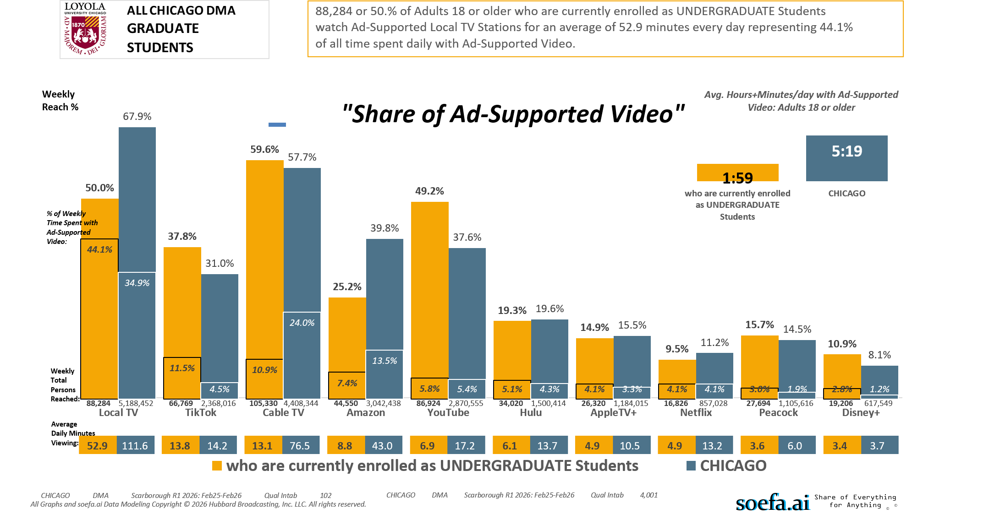 LOYOLA
UNIVERSITY CHICAGO
1870
AD • MAJOREM • DEI • GLORIAM
ALL CHICAGO DMA
GRADUATE
STUDENTS
88,284 or 50.% of Adults 18 or older who are currently enrolled as UNDERGRADUATE Students
watch Ad-Supported Local TV Stations for an average of 52.9 minutes every day representing 44.1%
of all time spent daily with Ad-Supported Video.
Weekly
Reach %
"Share of Ad-Supported Video"
Avg. Hours+Minutes/day with Ad-Supported
Video: Adults 18 or older
1:59
5:19
who are currently enrolled
as UNDERGRADUATE
Students
CHICAGO
50.0% 67.9% 37.8% 31.0% 59.6% 57.7% 25.2% 39.8% 49.2% 37.6% 19.3% 19.6% 14.9% 15.5% 9.5% 11.2% 15.7% 14.5% 10.9% 8.1%
% of Weekly
Time Spent with
Ad-Supported
Video:
44.1% 34.9% 11.5% 4.5% 10.9% 24.0% 7.4% 13.5% 5.8% 5.4% 5.1% 4.3% 4.1% 3.3% 4.1% 4.1% 3.0% 1.9% 2.8% 1.2%
Weekly
Total
Persons
Reached:
88,284 5,188,452 66,769 2,368,016 105,330 4,408,344 44,550 3,042,438 86,924 2,870,555 34,020 1,500,414 26,320 1,184,015 16,826 857,028 27,694 1,105,616 19,206 617,549
Local TV TikTok Cable TV Amazon YouTube Hulu AppleTV+ Netflix Peacock Disney+
Average
Daily Minutes
Viewing:
52.9 111.6 13.8 14.2 13.1 76.5 8.8 43.0 6.9 17.2 6.1 13.7 4.9 10.5 4.9 13.2 3.6 6.0 3.4 3.7
who are currently enrolled as UNDERGRADUATE Students CHICAGO
CHICAGO DMA Scarborough R1 2026: Feb25-Feb26 Qual Intab 102 CHICAGO DMA Scarborough R1 2026: Feb25-Feb26 Qual Intab 4,001
All Graphs and soefa.ai Data Modeling Copyright © 2026 Hubbard Broadcasting, Inc. LLC. All rights reserved.
soefa.ai
Share of Everything
for Anything © ©